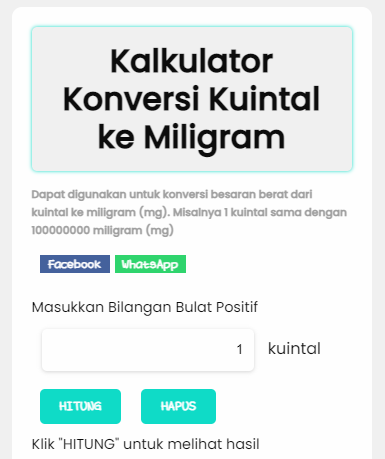 Kalkulator
Konversi Kuintal
ke Miligram
Dapat digunakan untuk konversi besaran berat dari
kuintal ke miligram (mg). Misalnya 1 kuintal sama dengan
100000000 miligram (mg)
Facebook WhatsApp
Masukkan Bilangan Bulat Positif
1 kuintal
HITUNG HAPUS
Klik "HITUNG" untuk melihat hasil